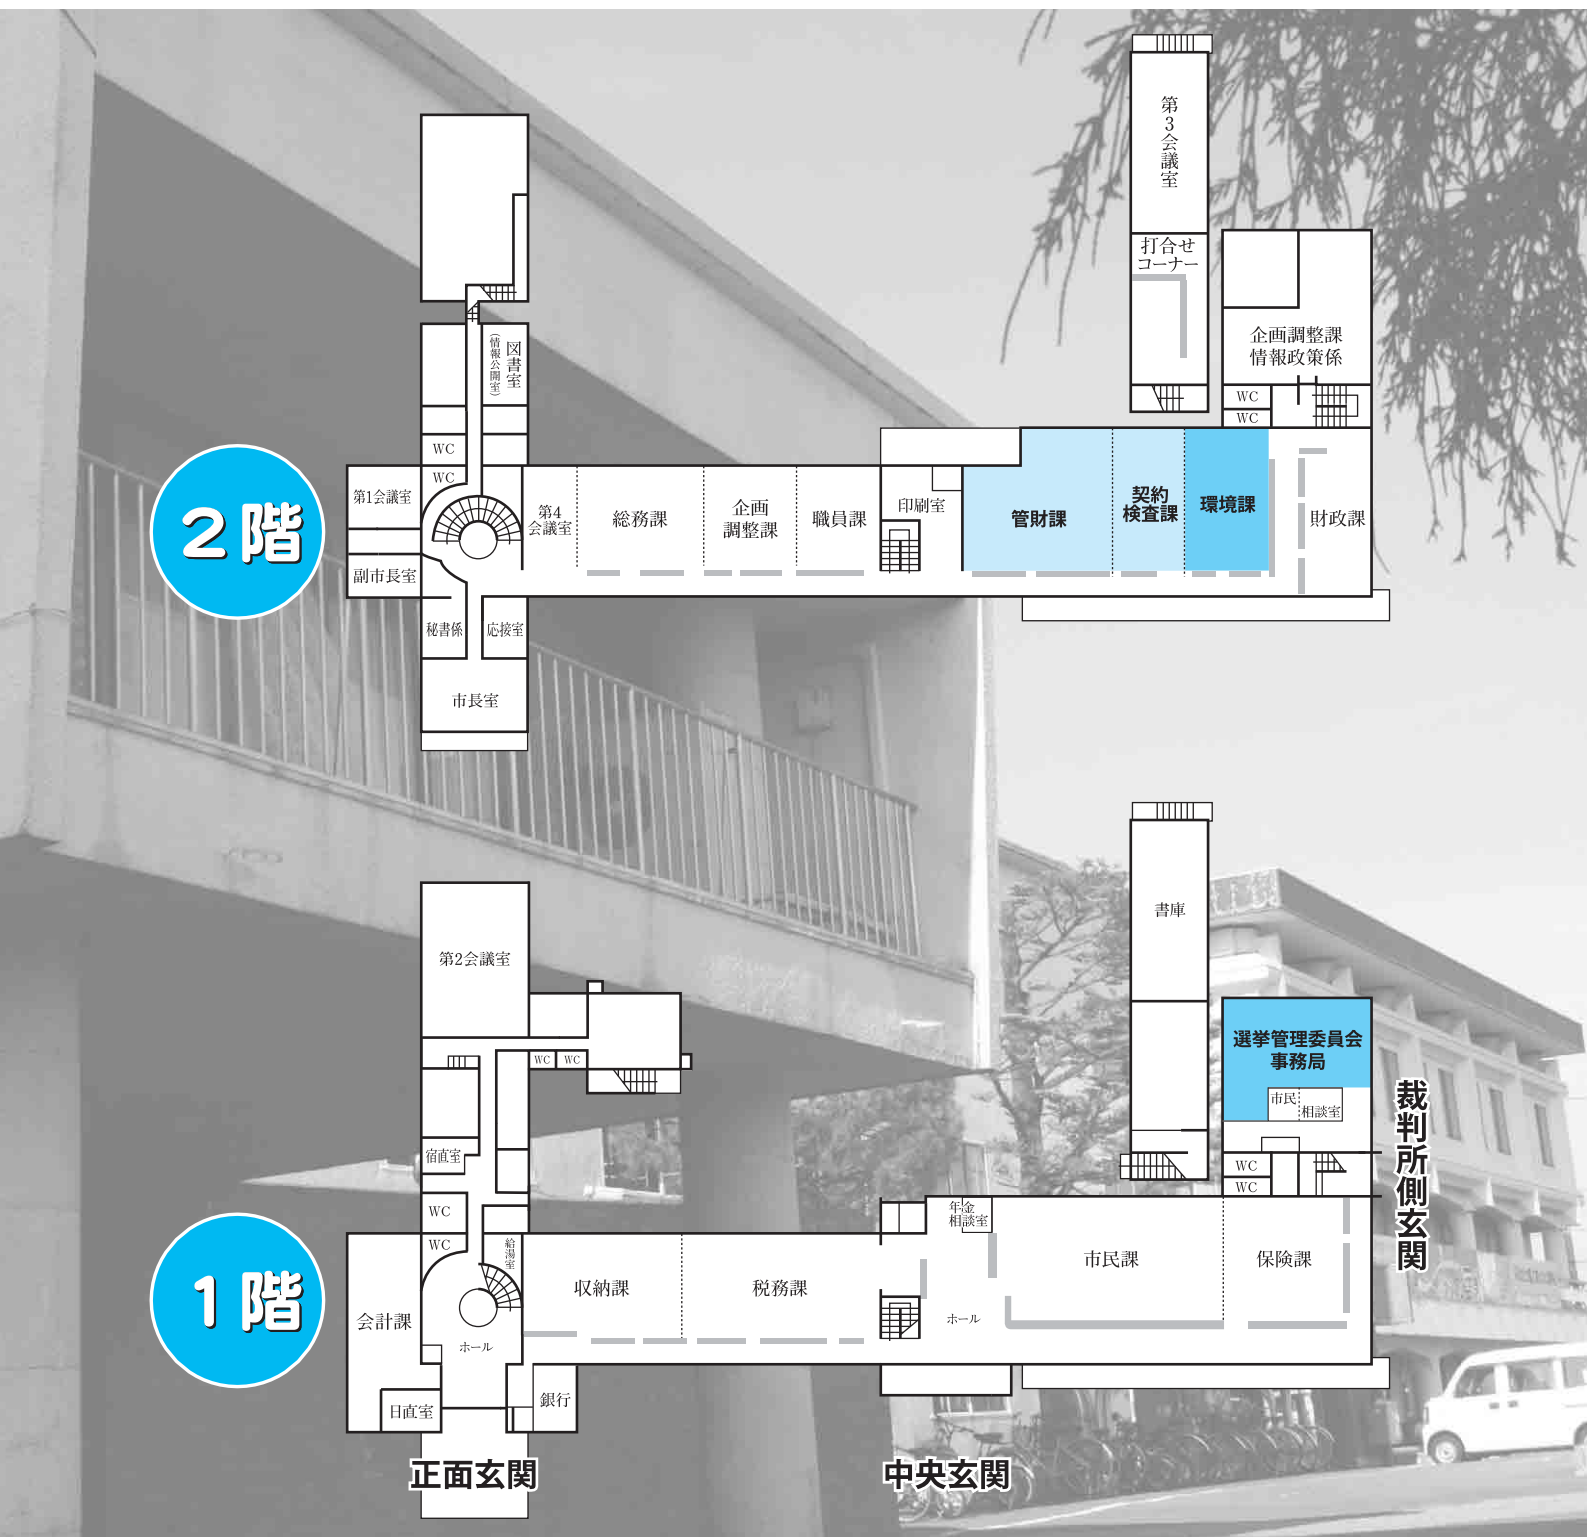 2階
第3会議室
打合せ
コーナー
企画調整課
情報政策係
WC
WC
図書室
（情報公開室）
WC
WC
第1会議室
副市長室
秘書係
応接室
市長室
第4
会議室
総務課
企画
調整課
職員課
印刷室
管財課
契約
検査課
環境課
財政課
1階
書庫
選挙管理委員会
事務局
市民
相談室
裁判所側玄関
WC
WC
第2会議室
WC
WC
宿直室
WC
WC
給湯室
会計課
ホール
日直室
銀行
収納課
税務課
年金
相談室
ホール
市民課
保険課
正面玄関
中央玄関